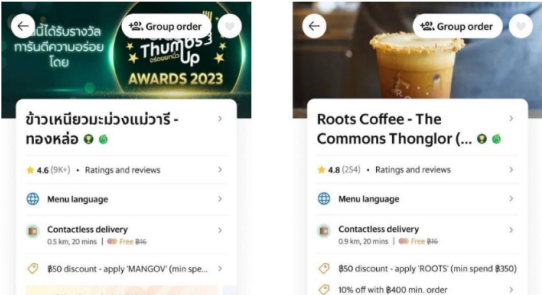 นี้ได้รับรางวัล
การันตีความอร่อย
โดย
Thumbs
Up
AWARDS 2023
Group order
ข้าวเหนียวมะม่วงแม่วารี -
ทองหล่อ
4.6 (9K+) • Ratings and reviews
Menu language
Contactless delivery
0.5 km, 20 mins | Free ฿16
฿50 discount - apply 'MANGOV' (min spe...
Group order
Roots Coffee - The
Commons Thonglor (...
4.8 (254) • Ratings and reviews
Menu language
Contactless delivery
0.9 km, 20 mins | Free ฿16
฿50 discount - apply 'ROOTS' (min spend ฿350)
10% off with ฿400 min. order